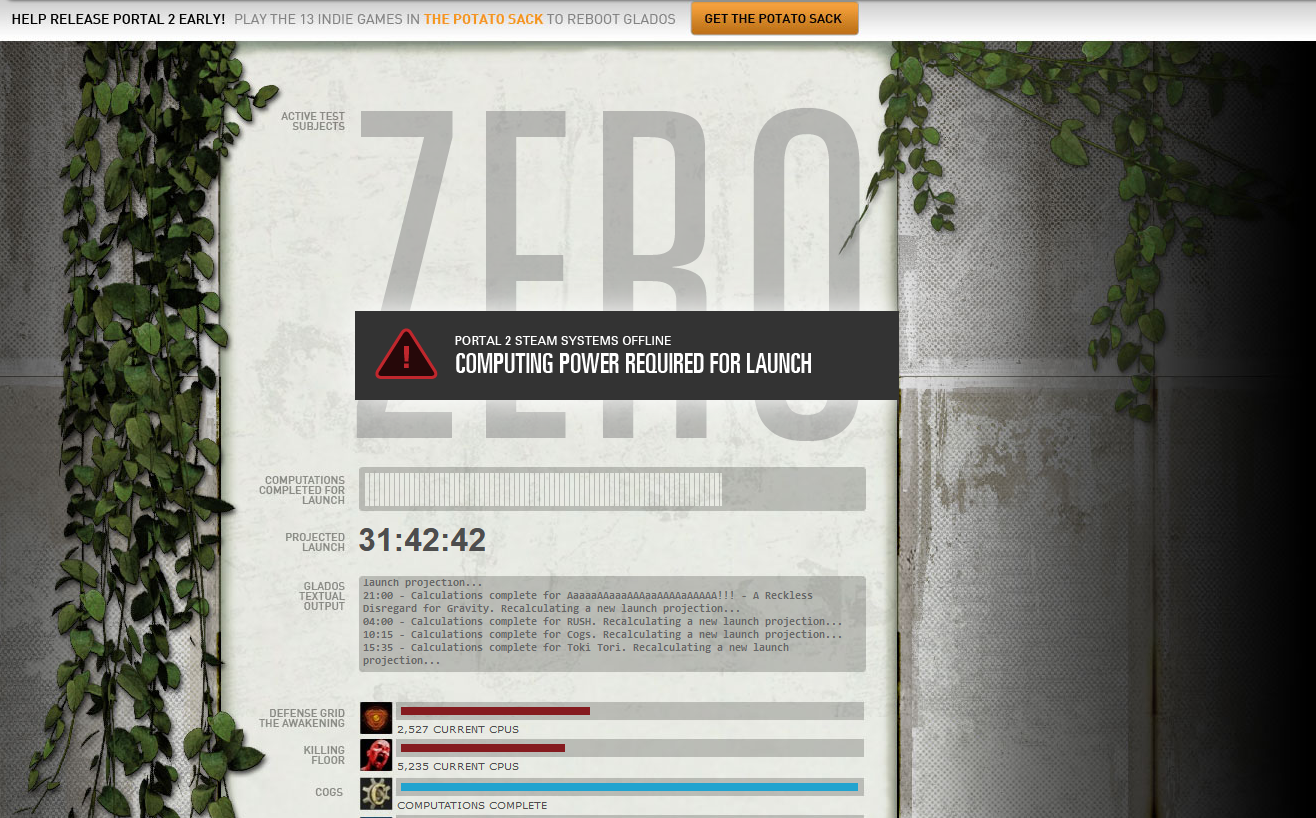 HELP RELEASE PORTAL 2 EARLY! PLAY THE 13 INDIE GAMES IN THE POTATO SACK TO REBOOT GLADOS GET THE POTATO SACK
ACTIVE TEST
SUBJECTS
ZERO
PORTAL 2 STEAM SYSTEMS OFFLINE
COMPUTING POWER REQUIRED FOR LAUNCH
COMPUTATIONS
COMPLETED FOR
LAUNCH
PROJECTED
LAUNCH
31:42:42
GLADOS
TEXTUAL
OUTPUT
launch projection...
21:00 - Calculations complete for AaaaaAAaaaAAAaaAAAAaAAAAA!!! - A Reckless
Disregard for Gravity. Recalculating a new launch projection...
04:00 - Calculations complete for RUSH. Recalculating a new launch projection...
10:15 - Calculations complete for Cogs. Recalculating a new launch projection...
15:35 - Calculations complete for Toki Tori. Recalculating a new launch
projection...
DEFENSE GRID
THE AWAKENING
2,527 CURRENT CPUS
KILLING
FLOOR
5,235 CURRENT CPUS
COGS
COMPUTATIONS COMPLETE